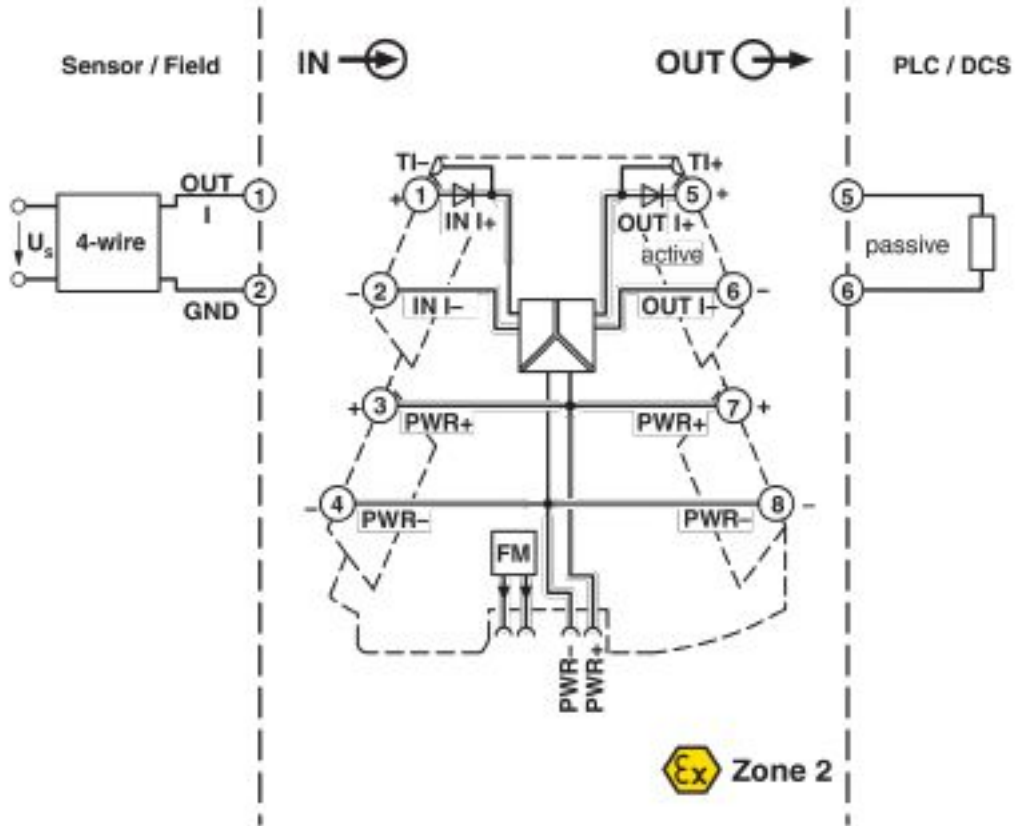 Sensor / Field
IN
OUT
PLC / DCS
TI–
TI+
OUT
1
I
+
1
5
+
5
IN I+
OUT I+
Us
4-wire
active
passive
2
–
2
6
–
6
GND
IN I–
OUT I–
+
3
7
+
PWR+
PWR+
–
4
8
–
PWR–
PWR–
FM
PWR–
PWR+
Ex
Zone 2